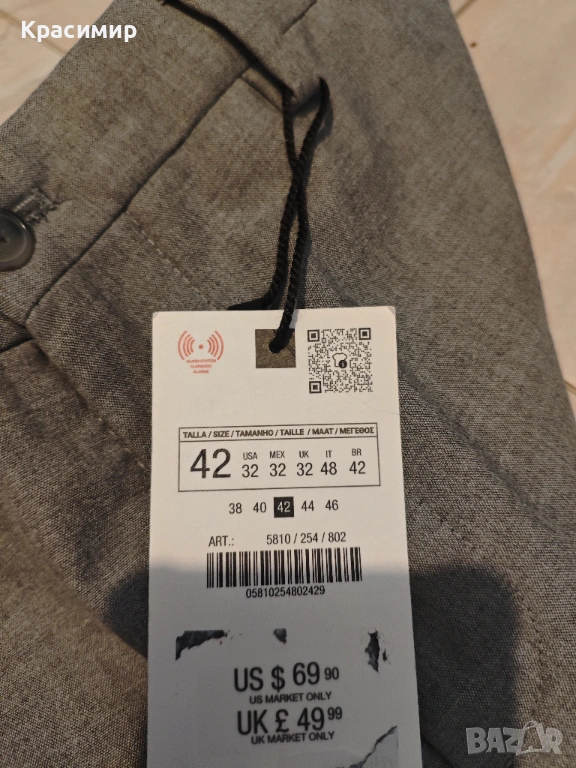 Красимир
TALLA / SIZE / TAMANHO / TAILLE / MAAT / ΜΕΓΕΘΟΣ
42 USA 32 MEX 32 UK 32 IT 48 BR 42
38 40 42 44 46
ART.: 5810 / 254 / 802
05810254802429
US $ 69 90
US MARKET ONLY
UK £ 49 99
UK MARKET ONLY
BAZAR